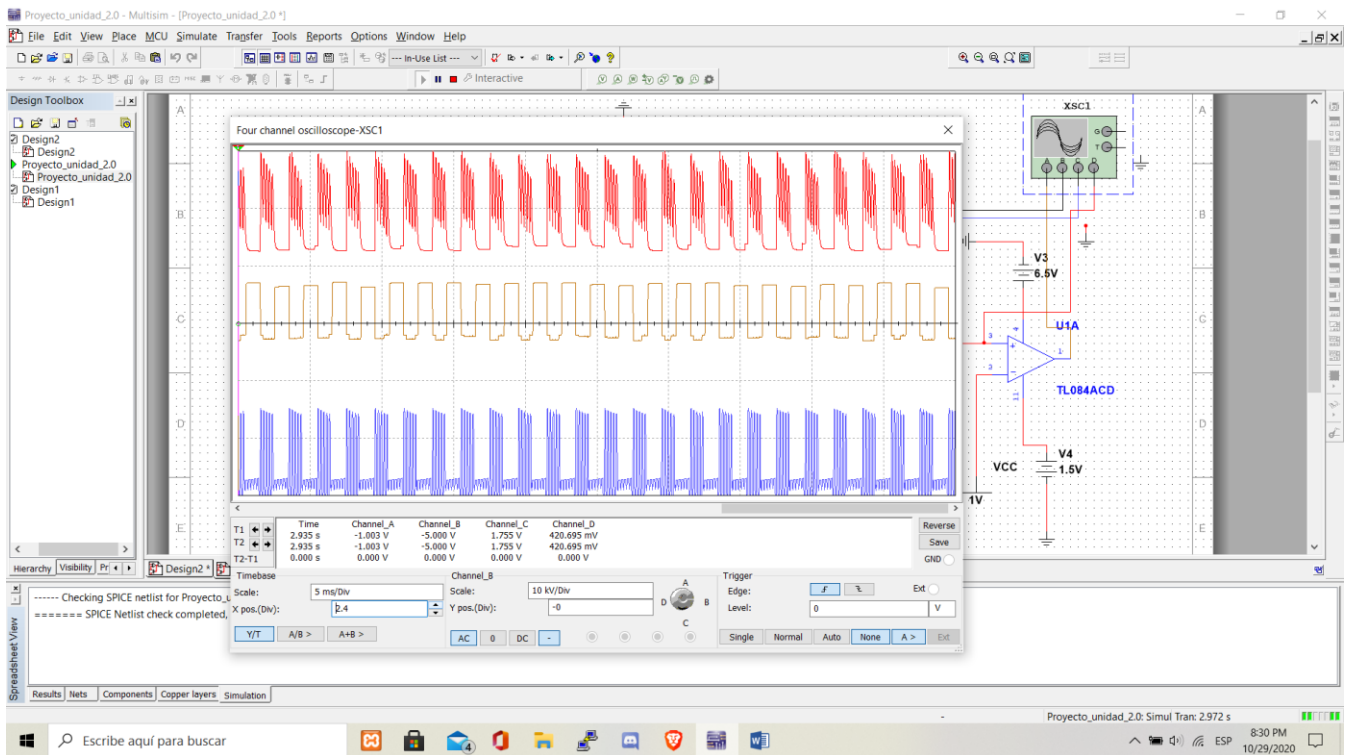 Proyecto_unidad_2.0 - Multisim - [Proyecto_unidad_2.0 *]
File Edit View Place MCU Simulate Transfer Tools Reports Options Window Help
--- In-Use List ---
Interactive
Design Toolbox
Design2
Design2
Proyecto_unidad_2.0
Proyecto_unidad_2.0
Design1
Design1
Hierarchy Visibility Pr
Design2 *
A
B
C
D
E
Four channel oscilloscope-XSC1
T1
T2
T2-T1
Time Channel_A Channel_B Channel_C Channel_D
2.935 s -1.003 V -5.000 V 1.755 V 420.695 mV
2.935 s -1.003 V -5.000 V 1.755 V 420.695 mV
0.000 s 0.000 V 0.000 V 0.000 V 0.000 V
Reverse
Save
GND
Timebase
Scale: 5 ms/Div
X pos.(Div): 2.4
Y/T A/B > A+B >
Channel_B
Scale: 10 kV/Div
Y pos.(Div): -0
AC 0 DC -
A
D B
C
Trigger
Edge: Ext
Level: 0 V
Single Normal Auto None A > Ext
XSC1
G
T
A B C D
V3
6.5V
U1A
3
2
4
1
11
TL084ACD
VCC
V4
1.5V
1V
A
B
C
D
E
Spreadsheet View
------ Checking SPICE netlist for Proyecto_u
======= SPICE Netlist check completed,
Results Nets Components Copper layers Simulation
-
Proyecto_unidad_2.0: Simul Tran: 2.972 s
Escribe aquí para buscar
ESP
8:30 PM
10/29/2020